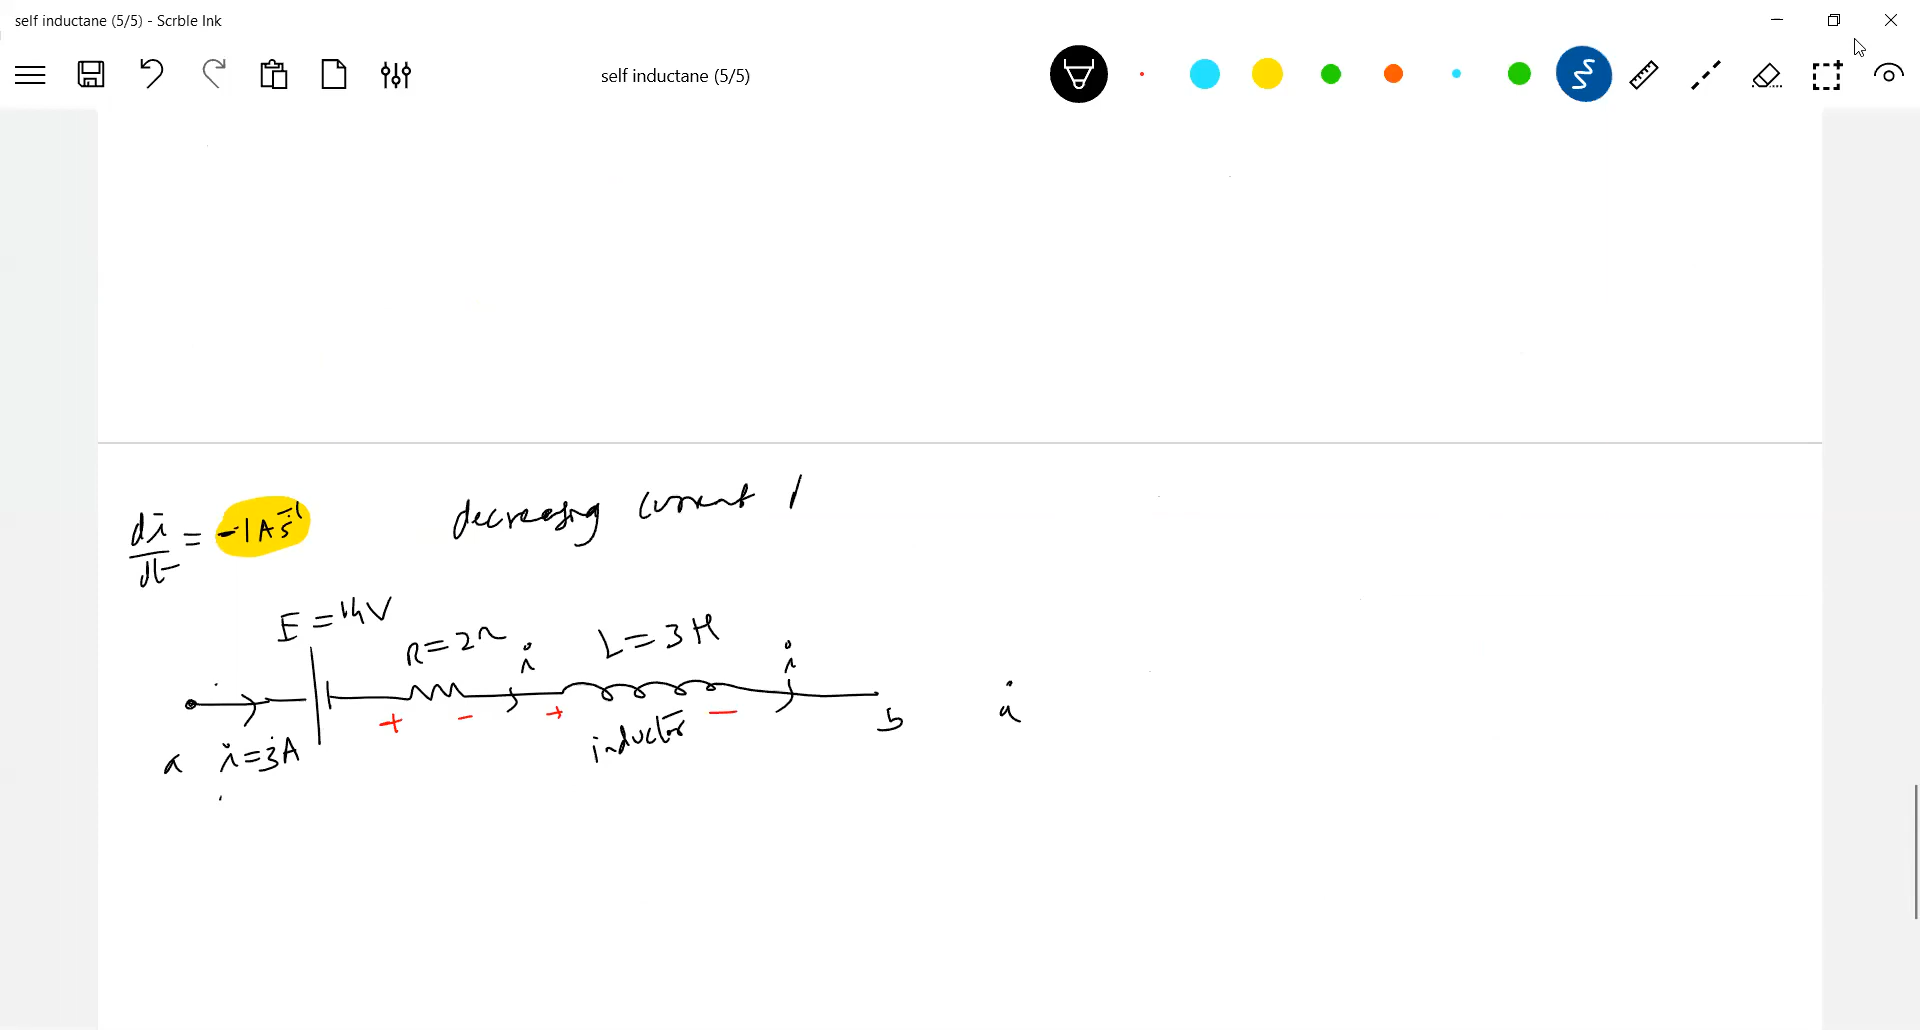 self inductane (5/5) - Scrble Ink
self inductane (5/5)
di/dt = -1 A s⁻¹ decreasing current
E = 14V
R = 2Ω i L = 3H i
+ - + - i
a i = 3A inductor b